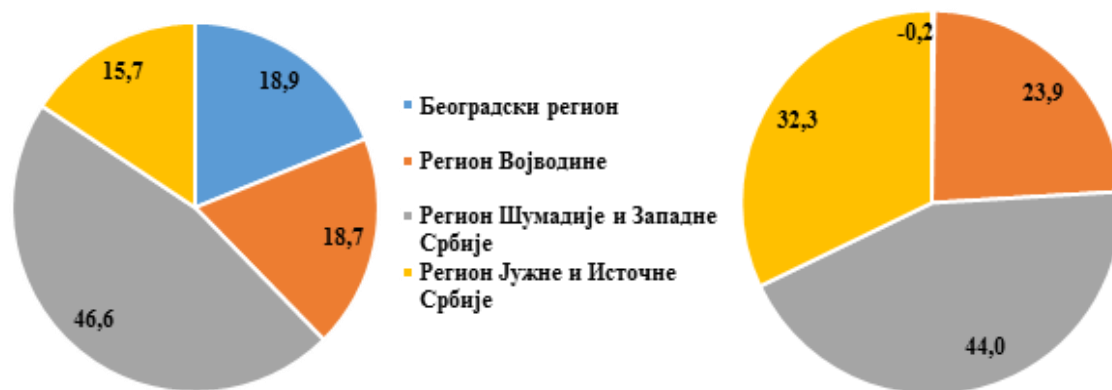 15,7
18,9
18,7
46,6
Београдски регион
Регион Војводине
Регион Шумадије и Западне
Србије
Регион Јужне и Источне
Србије
-0,2
23,9
32,3
44,0